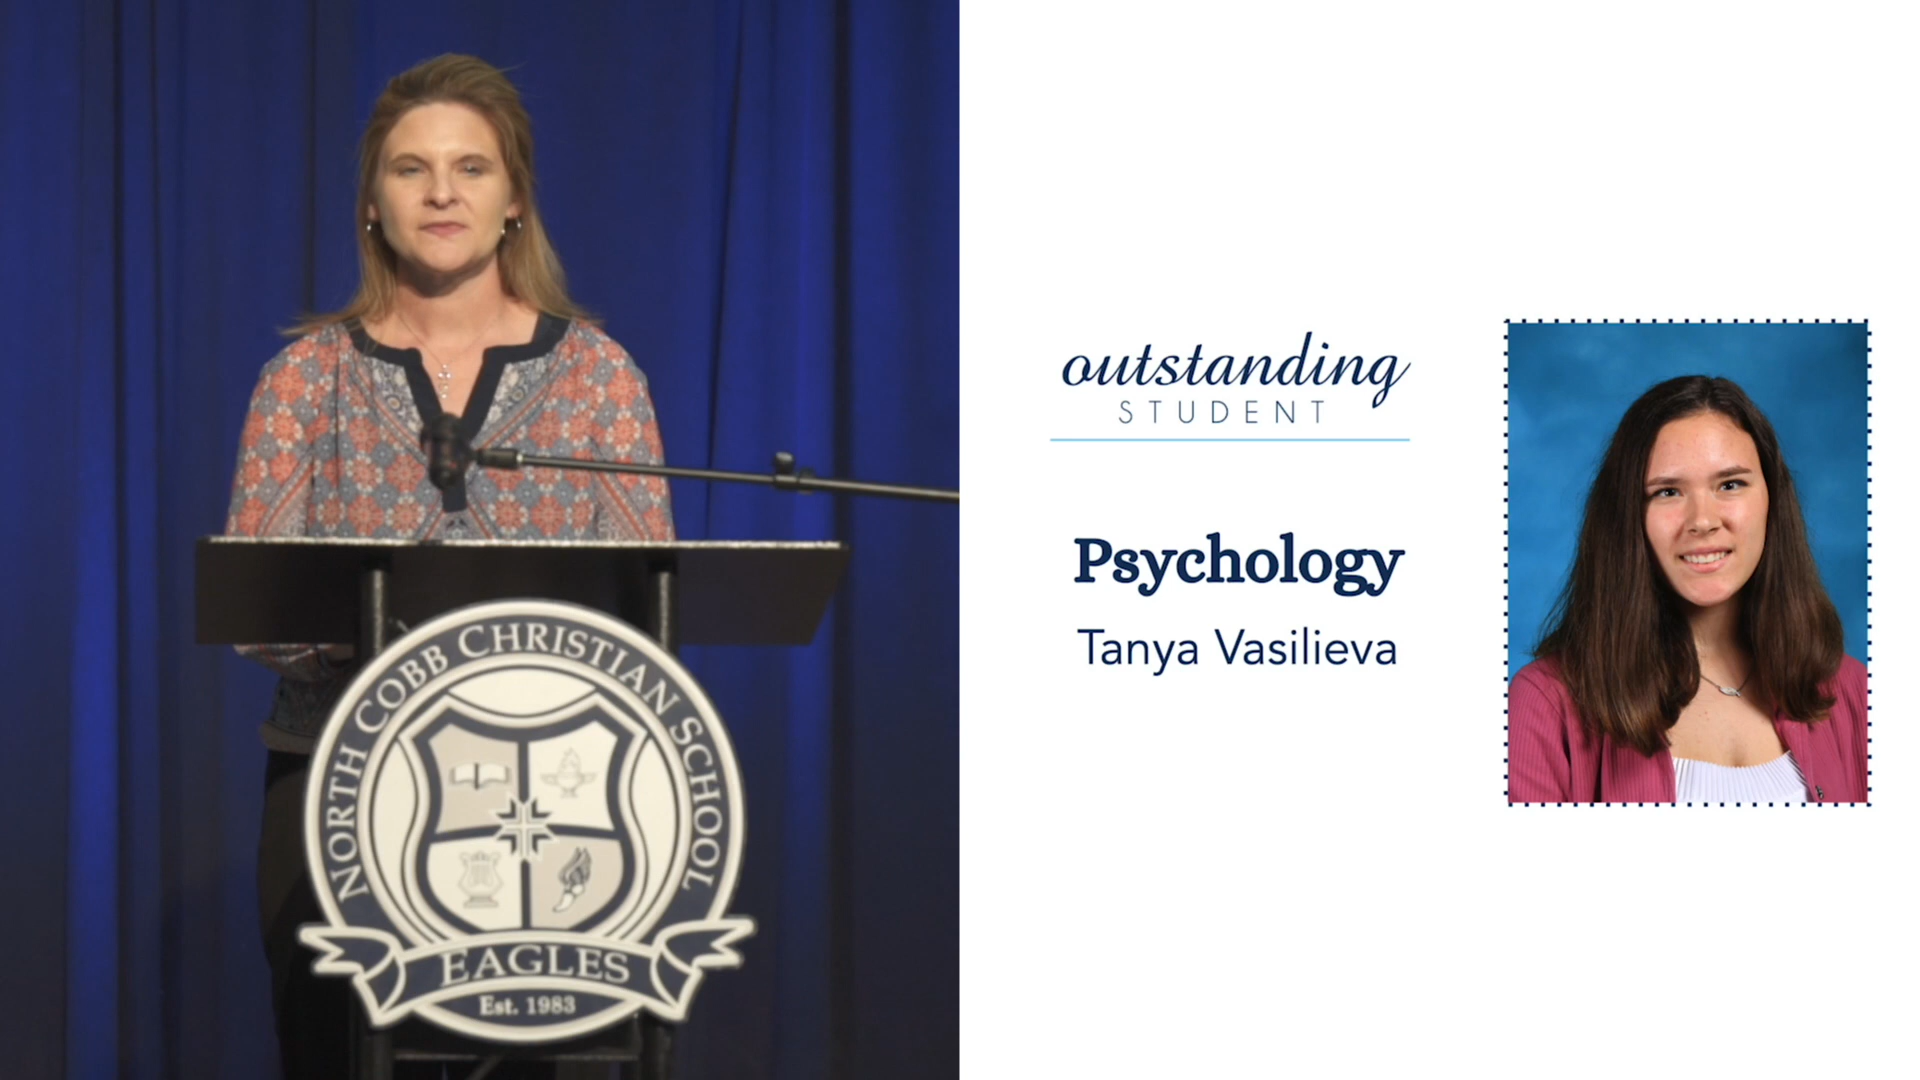 NORTH COBB CHRISTIAN SCHOOL
EAGLES
Est. 1983
outstanding
STUDENT
Psychology
Tanya Vasilieva